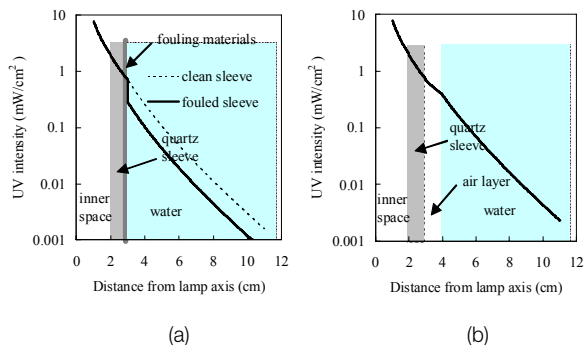 (a)
UV intensity (mW/cm²)
10
1
0.1
0.01
0.001
fouling materials
clean sleeve
fouled sleeve
quartz
sleeve
inner
space
water
0 2 4 6 8 10 12
Distance from lamp axis (cm)
(a)
(b)
UV intensity (mW/cm²)
10
1
0.1
0.01
0.001
quartz
sleeve
air layer
inner
space
water
0 2 4 6 8 10 12
Distance from lamp axis (cm)
(b)